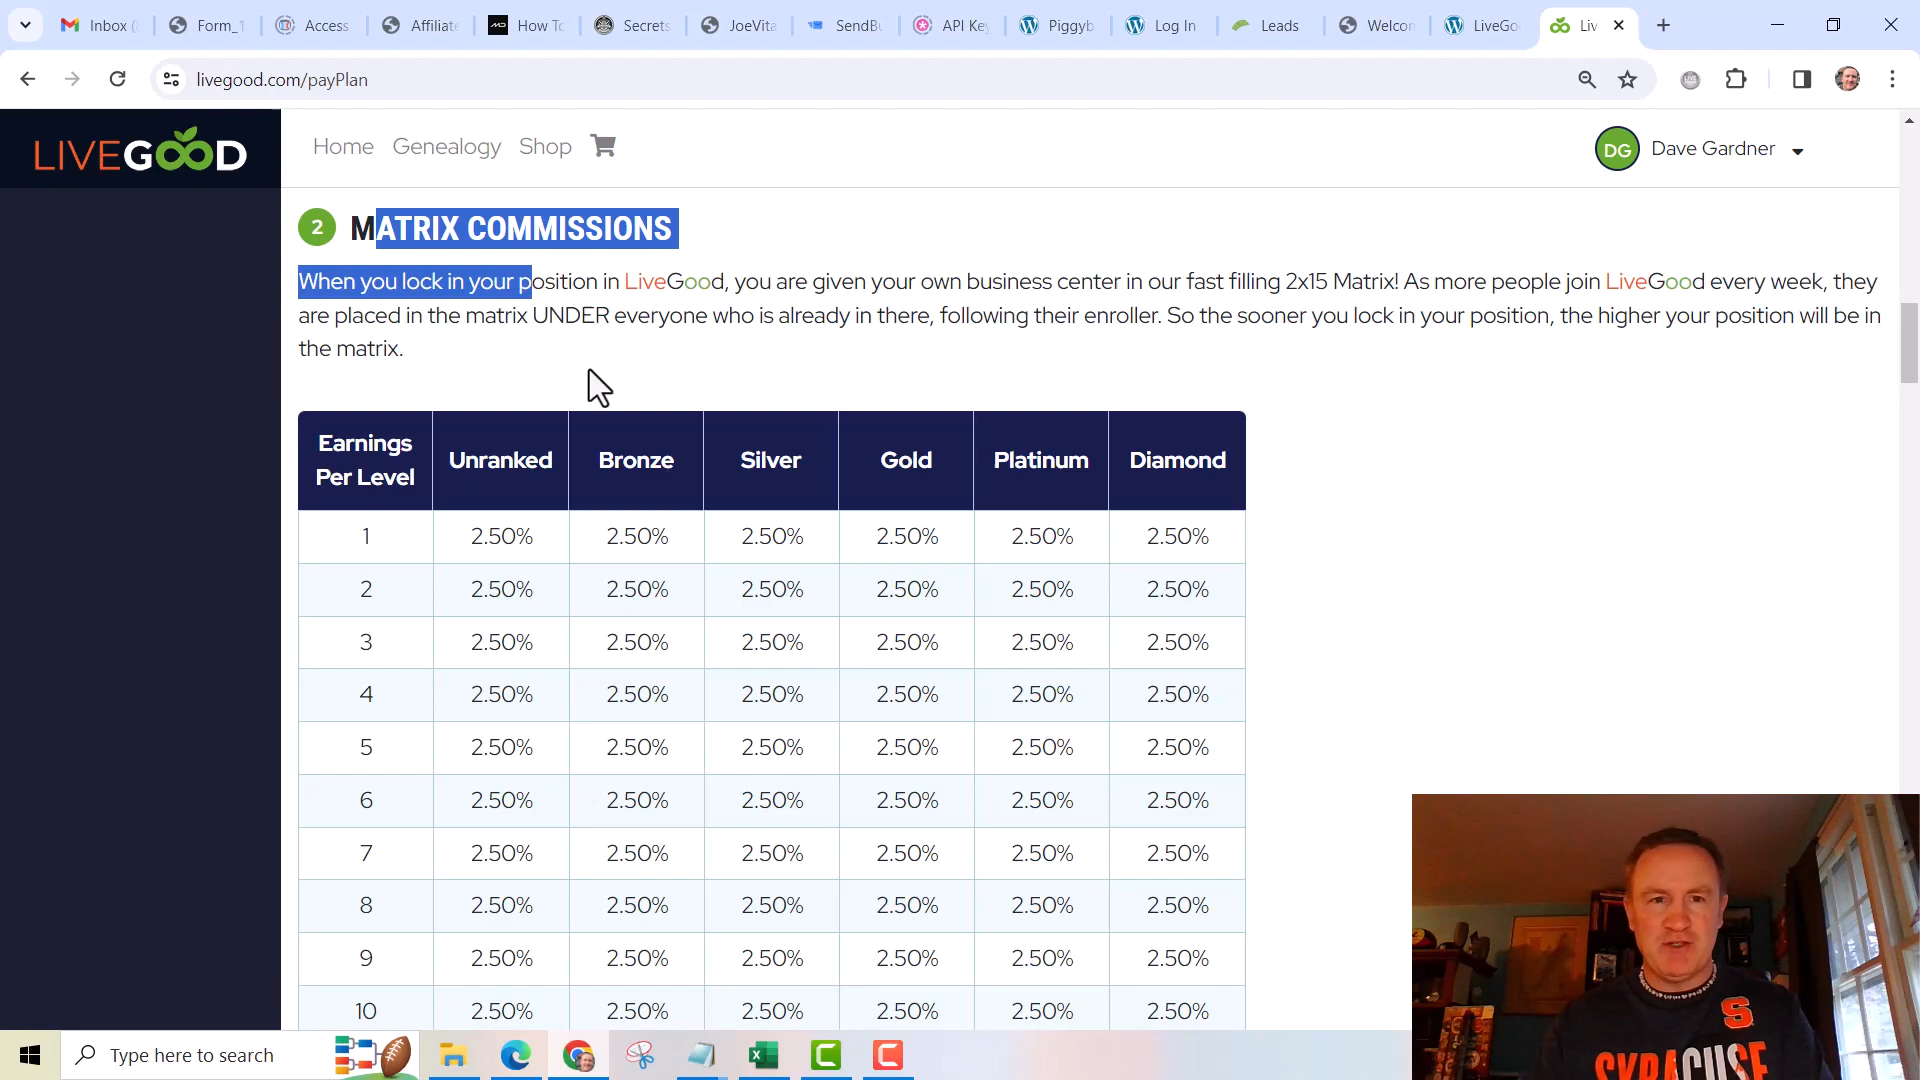 Inbox (
Form_1
Access
Affiliate
How To
Secrets
JoeVita
SendBu
API Key
Piggyb
Log In
Leads
Welcon
LiveGo
Liv
livegood.com/payPlan
LIVEGOOD
Home Genealogy Shop
DG Dave Gardner
2 MATRIX COMMISSIONS
When you lock in your position in LiveGood, you are given your own business center in our fast filling 2x15 Matrix! As more people join LiveGood every week, they
are placed in the matrix UNDER everyone who is already in there, following their enroller. So the sooner you lock in your position, the higher your position will be in
the matrix.
Earnings Per Level Unranked Bronze Silver Gold Platinum Diamond
1 2.50% 2.50% 2.50% 2.50% 2.50% 2.50%
2 2.50% 2.50% 2.50% 2.50% 2.50% 2.50%
3 2.50% 2.50% 2.50% 2.50% 2.50% 2.50%
4 2.50% 2.50% 2.50% 2.50% 2.50% 2.50%
5 2.50% 2.50% 2.50% 2.50% 2.50% 2.50%
6 2.50% 2.50% 2.50% 2.50% 2.50% 2.50%
7 2.50% 2.50% 2.50% 2.50% 2.50% 2.50%
8 2.50% 2.50% 2.50% 2.50% 2.50% 2.50%
9 2.50% 2.50% 2.50% 2.50% 2.50% 2.50%
10 2.50% 2.50% 2.50% 2.50% 2.50% 2.50%
S
SYRACUSE
Type here to search